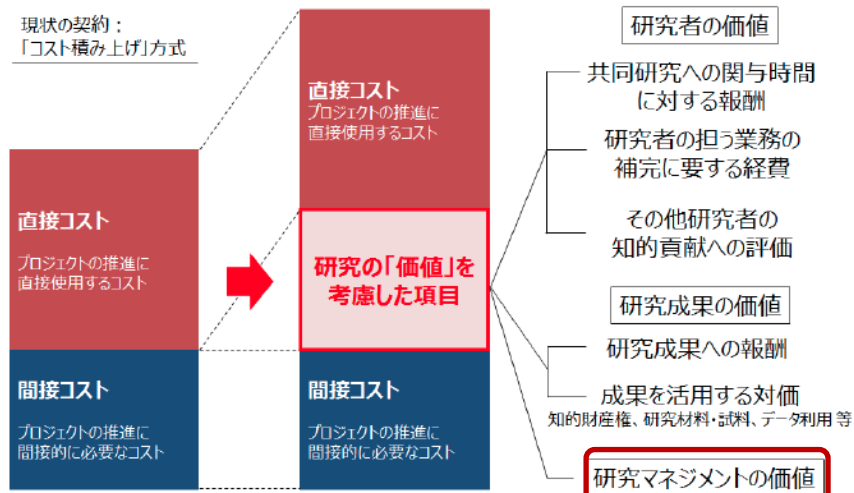 現状の契約：
「コスト積み上げ」方式
直接コスト
プロジェクトの推進に
直接使用するコスト
間接コスト
プロジェクトの推進に
間接的に必要なコスト
直接コスト
プロジェクトの推進に
直接使用するコスト
研究の「価値」を
考慮した項目
間接コスト
プロジェクトの推進に
間接的に必要なコスト
研究者の価値
共同研究への関与時間
に対する報酬
研究者の担う業務の
補完に要する経費
その他研究者の
知的貢献への評価
研究成果の価値
研究成果への報酬
成果を活用する対価
知的財産権、研究材料・試料、データ利用 等
研究マネジメントの価値